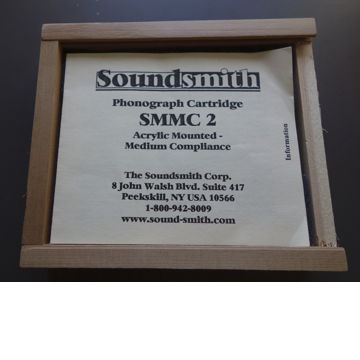 Soundsmith
Phonograph Cartridge
SMMC 2
Acrylic Mounted -
Medium Compliance
The Soundsmith Corp.
8 John Walsh Blvd. Suite 417
Peekskill, NY USA 10566
1-800-942-8009
www.sound-smith.com
Information